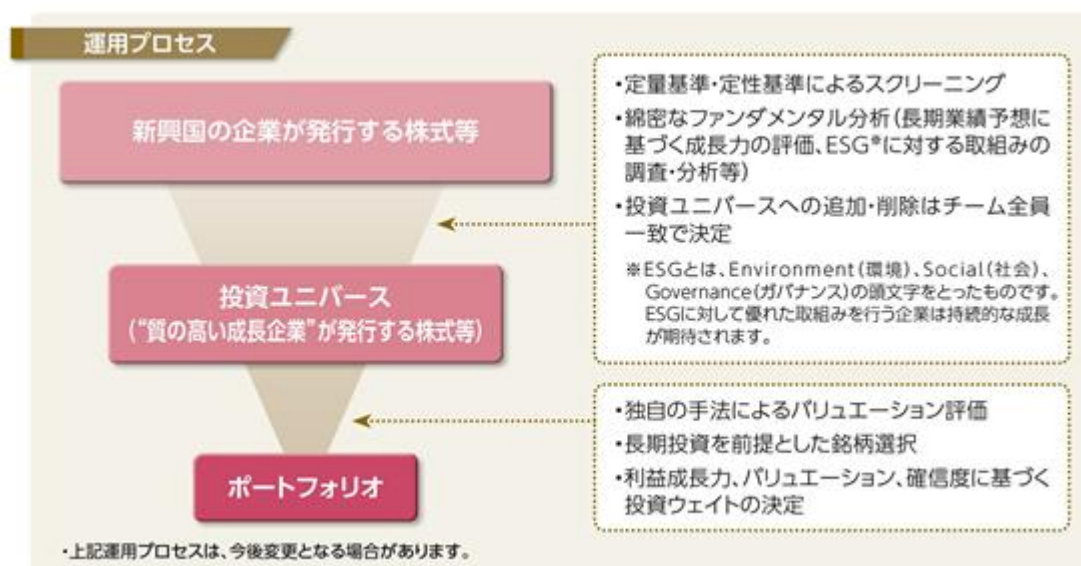 運用プロセス
新興国の企業が発行する株式等
・定量基準・定性基準によるスクリーニング
・綿密なファンダメンタル分析(長期業績予想に
基づく成長力の評価、ESG※に対する取組みの
調査・分析等)
・投資ユニバースへの追加・削除はチーム全員
一致で決定
※ESGとは、Environment(環境)、Social(社会)、
Governance(ガバナンス)の頭文字をとったものです。
ESGに対して優れた取組みを行う企業は持続的な成長
が期待されます。
投資ユニバース
(“質の高い成長企業”が発行する株式等)
・独自の手法によるバリュエーション評価
・長期投資を前提とした銘柄選択
・利益成長力、バリュエーション、確信度に基づく
投資ウェイトの決定
ポートフォリオ
・上記運用プロセスは、今後変更となる場合があります。